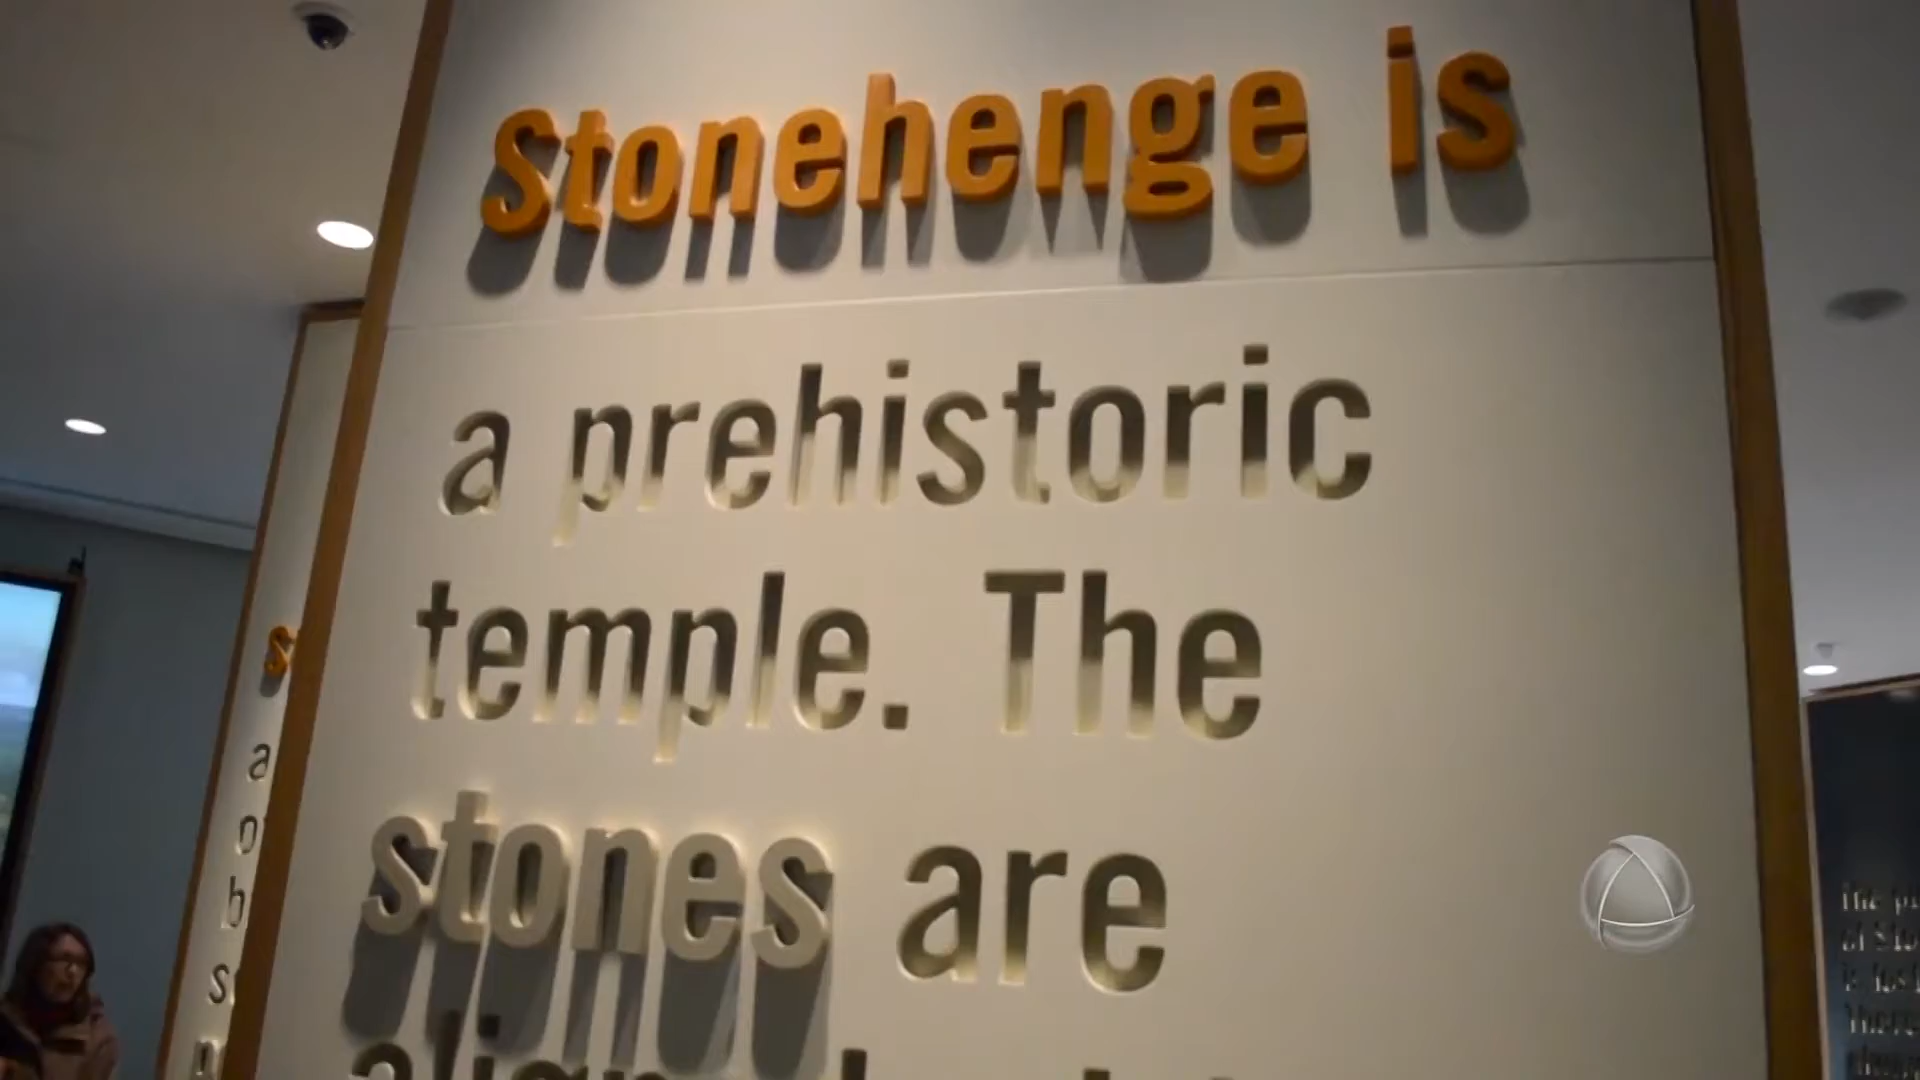 Stonehenge is
a prehistoric
temple. The
stones are